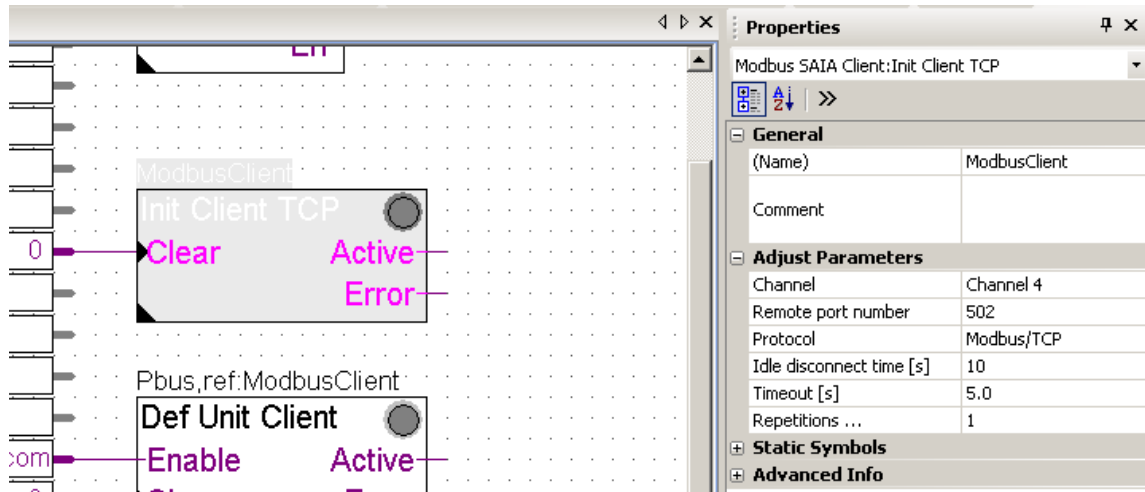 En
ModbusClient
Init Client TCP
0
Clear
Active
Error
Pbus,ref:ModbusClient
Def Unit Client
com
Enable
Active
Properties
Modbus SAIA Client:Init Client TCP
General
(Name) ModbusClient
Comment
Adjust Parameters
Channel Channel 4
Remote port number 502
Protocol Modbus/TCP
Idle disconnect time [s] 10
Timeout [s] 5.0
Repetitions ... 1
Static Symbols
Advanced Info